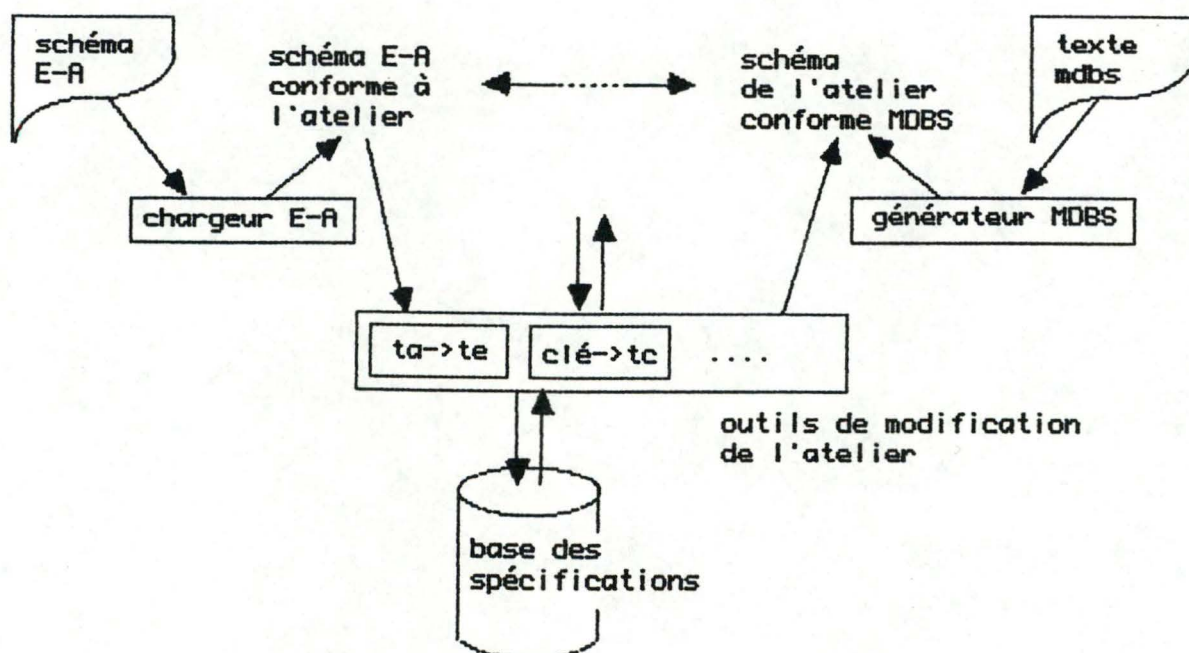 schéma
E-A
schéma E-A
conforme à
l'atelier
schéma
de l'atelier
conforme MDBS
texte
mdbs
chargeur E-A
générateur MDBS
ta->te
clé->tc
....
outils de modification
de l'atelier
base des
spécifications